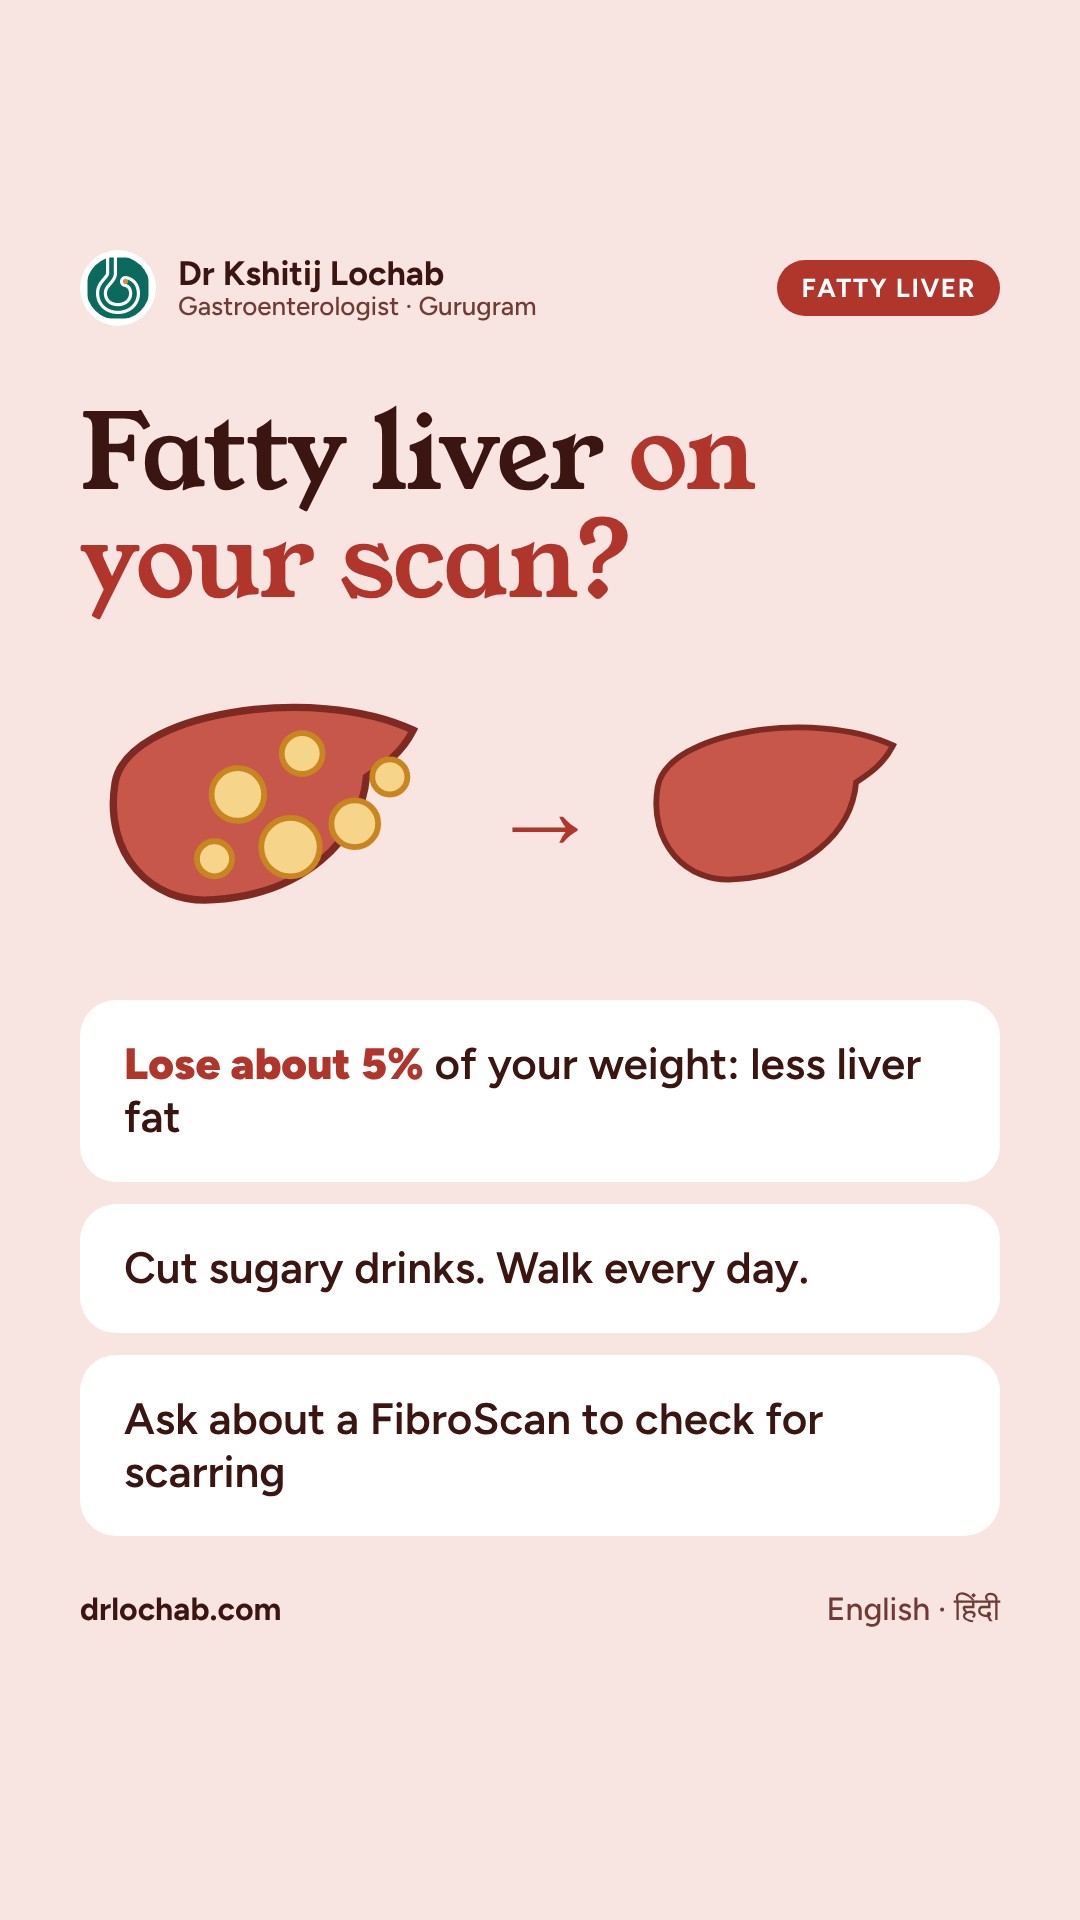 Dr Kshitij Lochab
Gastroenterologist · Gurugram
FATTY LIVER
Fatty liver on
your scan?
→
Lose about 5% of your weight: less liver
fat
Cut sugary drinks. Walk every day.
Ask about a FibroScan to check for
scarring
drlochab.com
English · हिंदी